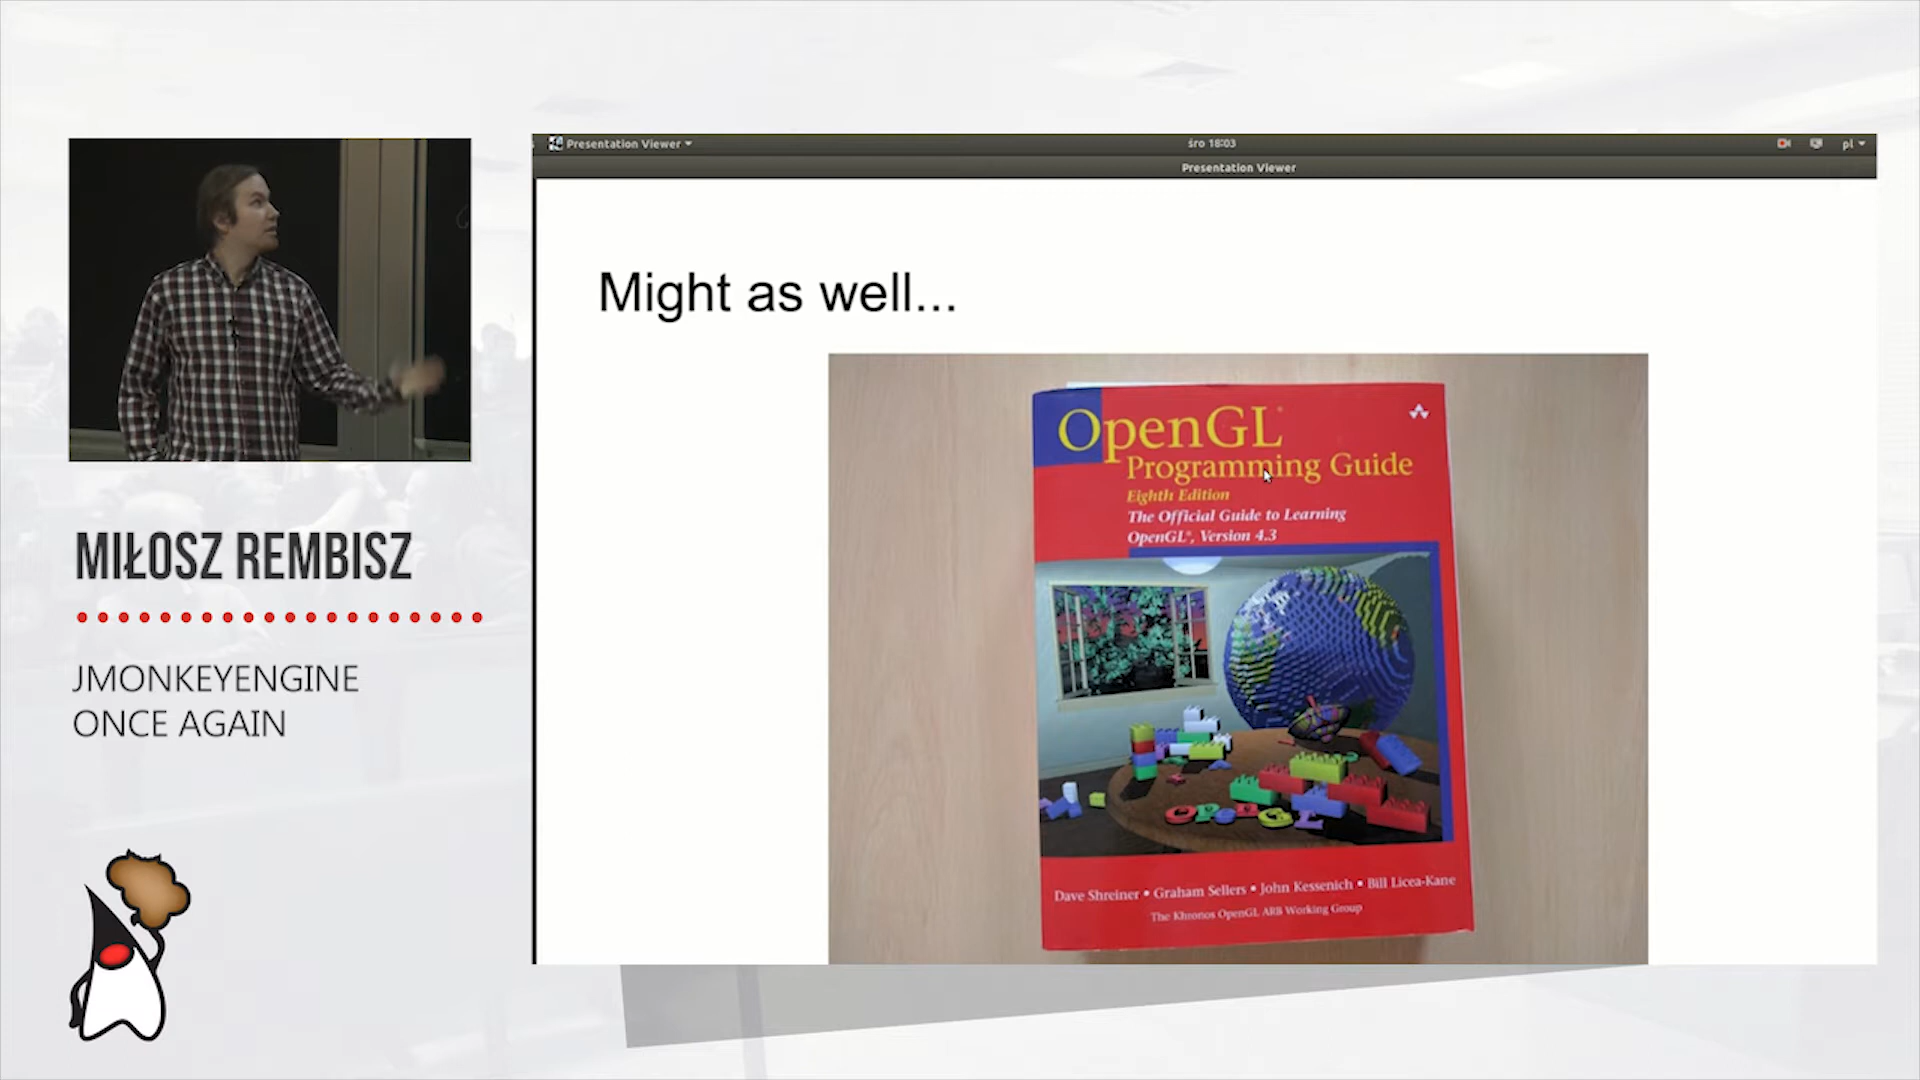 MIŁOSZ REMBISZ
JMONKEYENGINE
ONCE AGAIN
Presentation Viewer
śro 18:03
pl
Presentation Viewer
Might as well...
OpenGL
Programming Guide
Eighth Edition
The Official Guide to Learning
OpenGL®, Version 4.3
OpenGL
Dave Shreiner • Graham Sellers • John Kessenich • Bill Licea-Kane
The Khronos OpenGL ARB Working Group